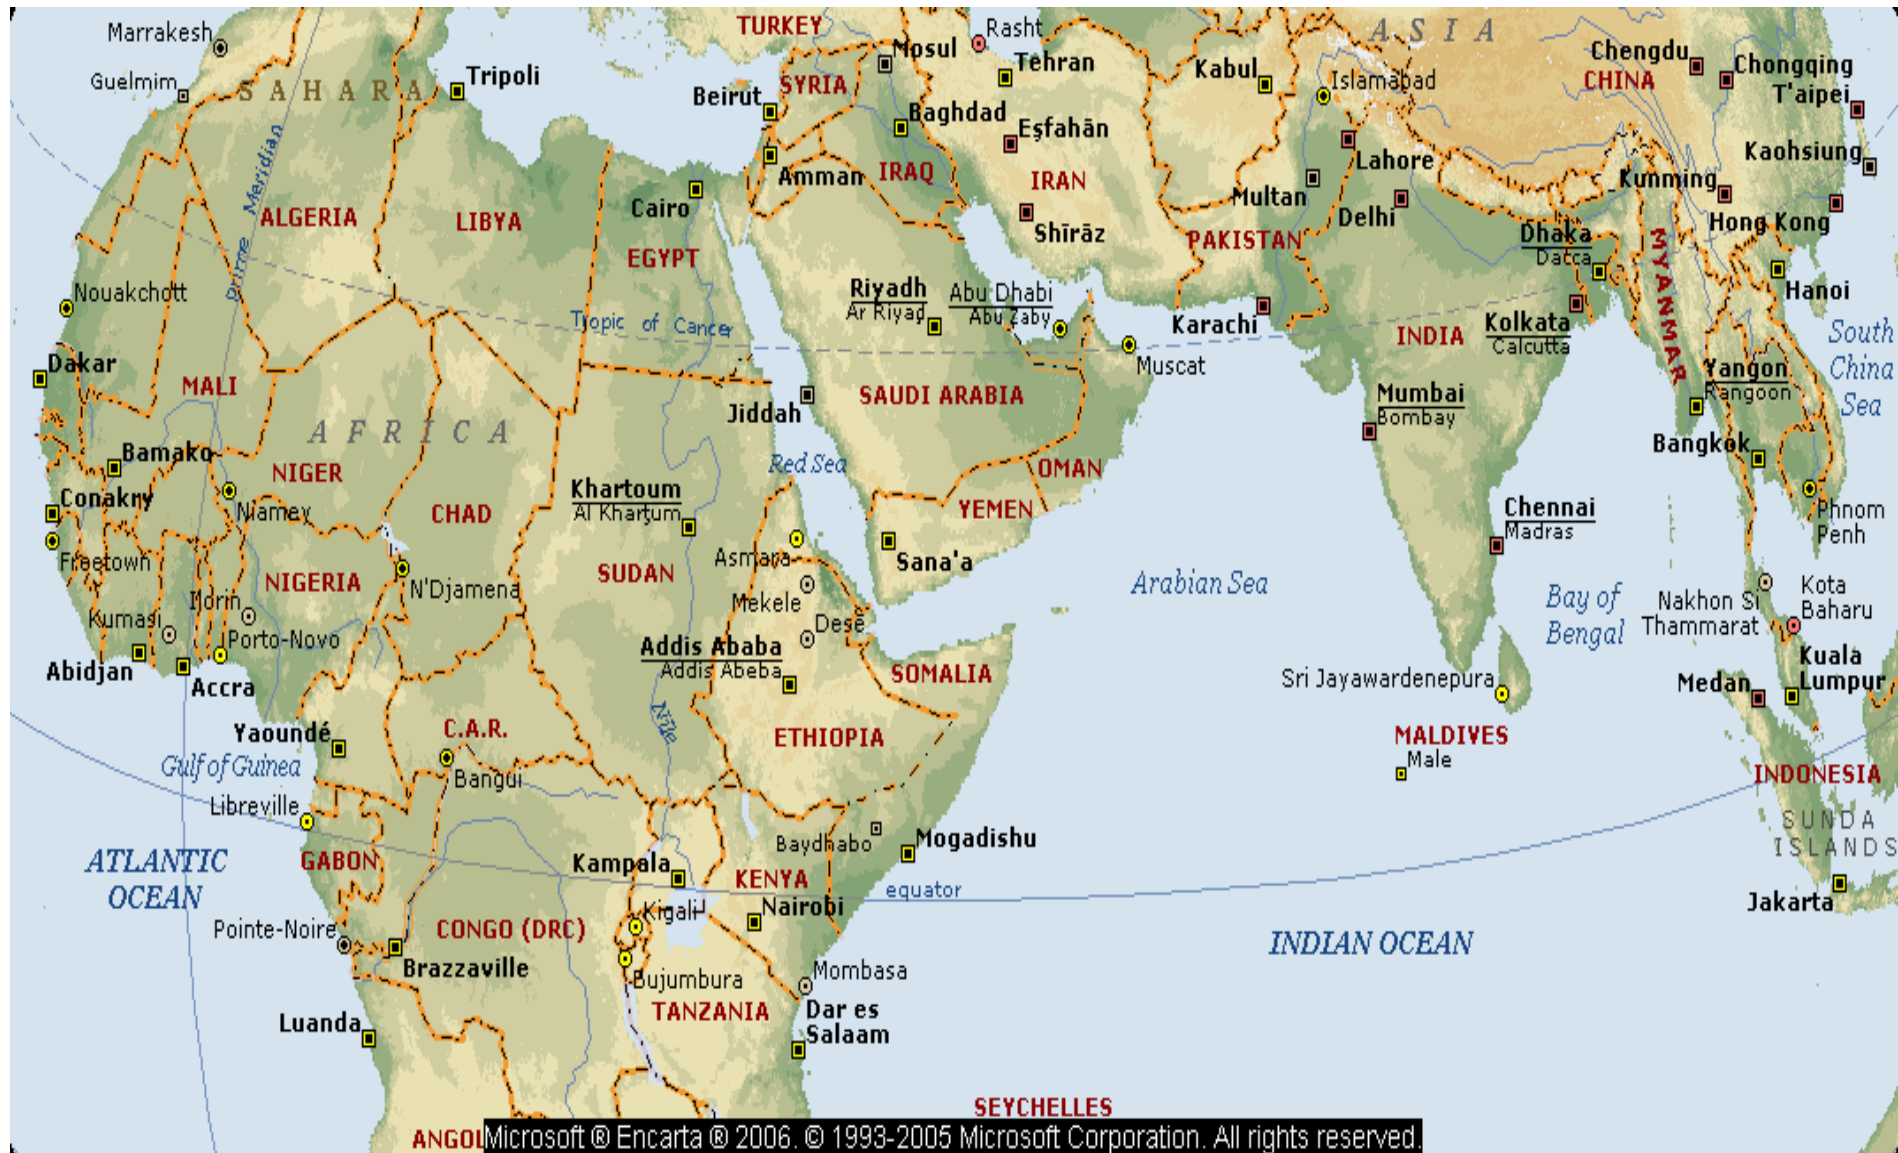 TURKEY
ASIA
Marrakesh
Rasht
Mosul
Tehran
Chengdu
Chongqing
Guelmim
SAHARA
Tripoli
SYRIA
Kabul
Islamabad
CHINA
T'aipei
Beirut
Baghdad
Eşfahān
Lahore
Kaohsiung
Meridian
Amman
IRAQ
IRAN
Multan
Kunming
Cairo
ALGERIA
LIBYA
Shīrāz
Delhi
Hong Kong
EGYPT
PAKISTAN
Dhaka
Dacca
MYANMAR
Prime
Nouakchott
Riyadh
Ar Riyaḍ
Abu Dhabi
Abu Zaby
Hanoi
Tropic of Cancer
Karachi
INDIA
Kolkata
Calcutta
South
China
Sea
Dakar
Muscat
MALI
SAUDI ARABIA
Yangon
Rangoon
Jiddah
Mumbai
Bombay
AFRICA
Bamako
Red Sea
Bangkok
NIGER
OMAN
Conakry
Khartoum
Al Kharţum
YEMEN
Niamey
CHAD
Chennai
Madras
Phnom
Penh
Freetown
Asmara
Sana'a
NIGERIA
N'Djamena
SUDAN
Arabian Sea
Bay of
Bengal
Ilorin
Mekele
Nakhon Si
Thammarat
Kota
Baharu
Kumasi
Porto-Novo
Dese
Abidjan
Accra
Addis Ababa
Addis Abeba
SOMALIA
Sri Jayawardenepura
Medan
Kuala
Lumpur
Yaoundé
C.A.R.
Nile
ETHIOPIA
MALDIVES
Male
Gulf of Guinea
Bangui
INDONESIA
Libreville
SUNDA
ISLANDS
Baydhabo
Mogadishu
ATLANTIC
OCEAN
GABON
Kampala
KENYA
equator
Jakarta
Kigali
Nairobi
Pointe-Noire
CONGO (DRC)
INDIAN OCEAN
Brazzaville
Bujumbura
Mombasa
TANZANIA
Dar es
Salaam
Luanda
SEYCHELLES
ANGOL
Microsoft ® Encarta ® 2006. © 1993-2005 Microsoft Corporation. All rights reserved.